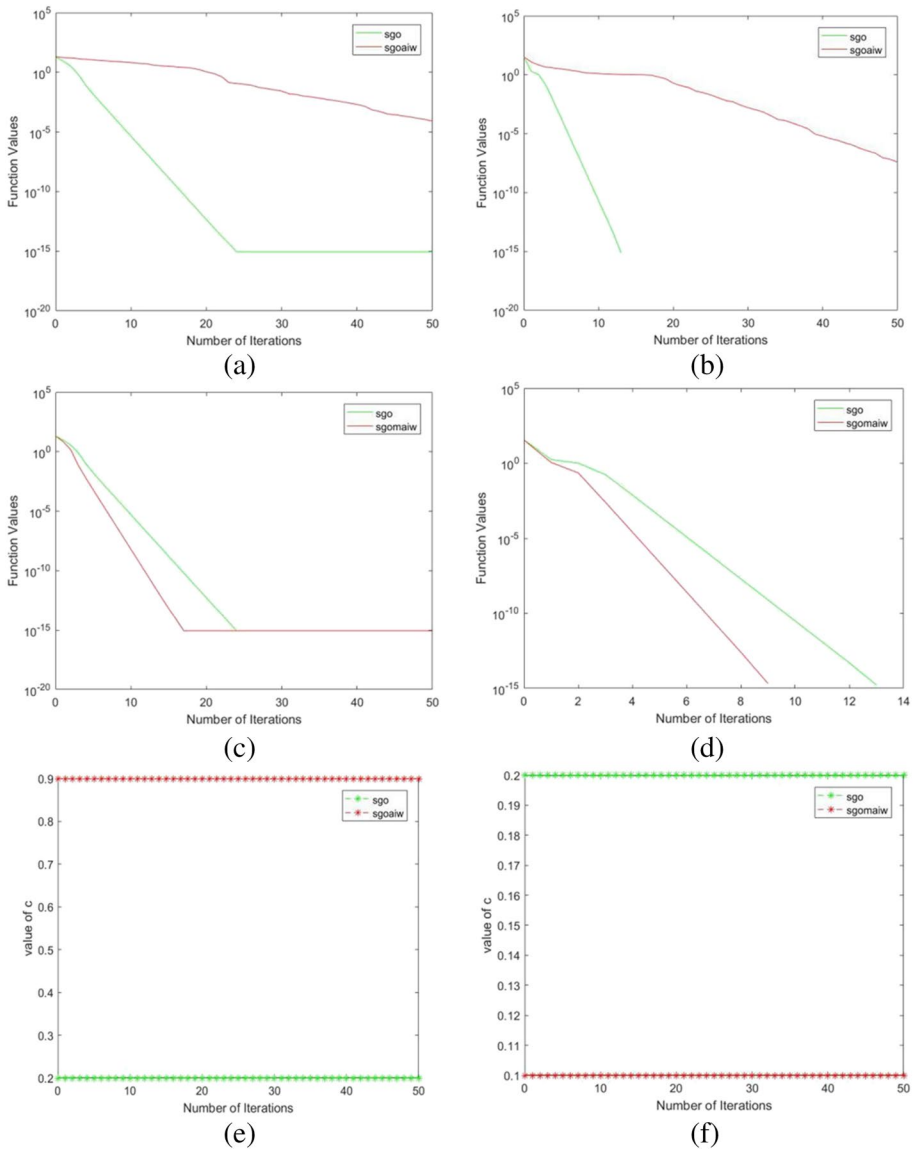 10^5
10^0
10^-5
10^-10
10^-15
10^-20
Function Values
0 10 20 30 40 50
Number of Iterations
sgo
sgoaiw
(a)
10^5
10^0
10^-5
10^-10
10^-15
10^-20
Function Values
0 10 20 30 40 50
Number of Iterations
sgo
sgoaiw
(b)
10^5
10^0
10^-5
10^-10
10^-15
10^-20
Function Values
0 10 20 30 40 50
Number of Iterations
sgo
sgomaiw
(c)
10^5
10^0
10^-5
10^-10
10^-15
Function Values
0 2 4 6 8 10 12 14
Number of Iterations
sgo
sgomaiw
(d)
0.9
0.8
0.7
0.6
0.5
0.4
0.3
0.2
value of c
0 10 20 30 40 50
Number of Iterations
sgo
sgoaiw
(e)
0.2
0.19
0.18
0.17
0.16
0.15
0.14
0.13
0.12
0.11
0.1
value of c
0 10 20 30 40 50
Number of Iterations
sgo
sgomaiw
(f)